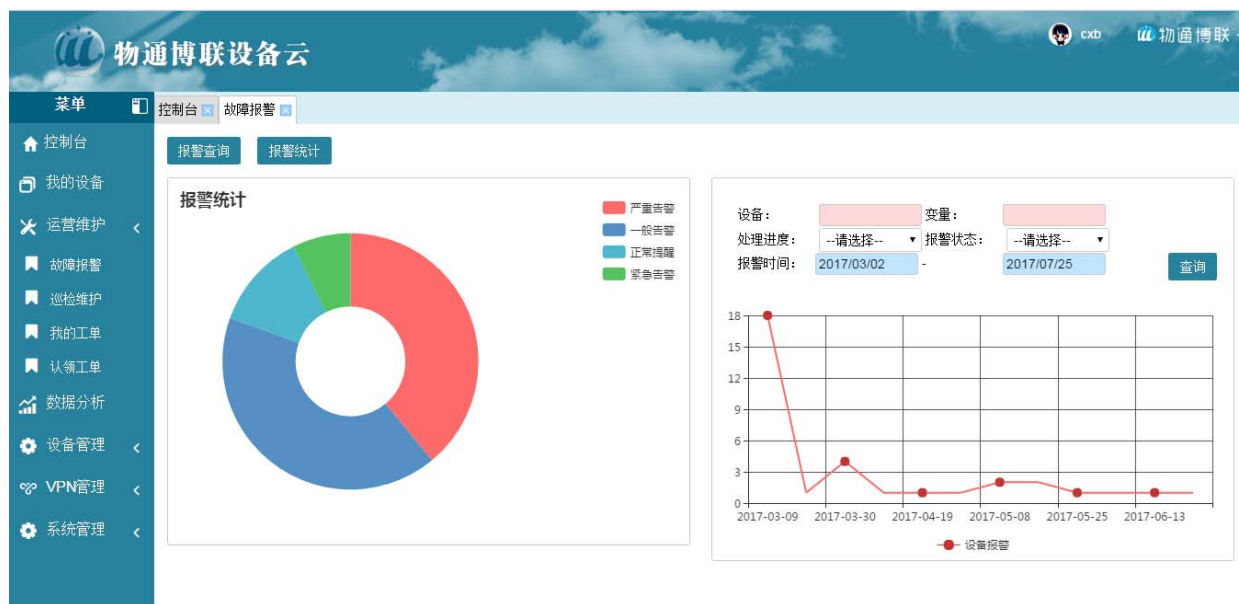 物通博联设备云
cxb
物通博联
菜单
控制台
故障报警
控制台
我的设备
运营维护
故障报警
巡检维护
我的工单
认领工单
数据分析
设备管理
VPN管理
系统管理
报警查询
报警统计
报警统计
严重告警
一般告警
正常提醒
紧急告警
设备：
变量：
处理进度：
--请选择--
报警状态：
--请选择--
报警时间：
2017/03/02
-
2017/07/25
查询
18
15
12
9
6
3
0
2017-03-09
2017-03-30
2017-04-19
2017-05-08
2017-05-25
2017-06-13
设备报警